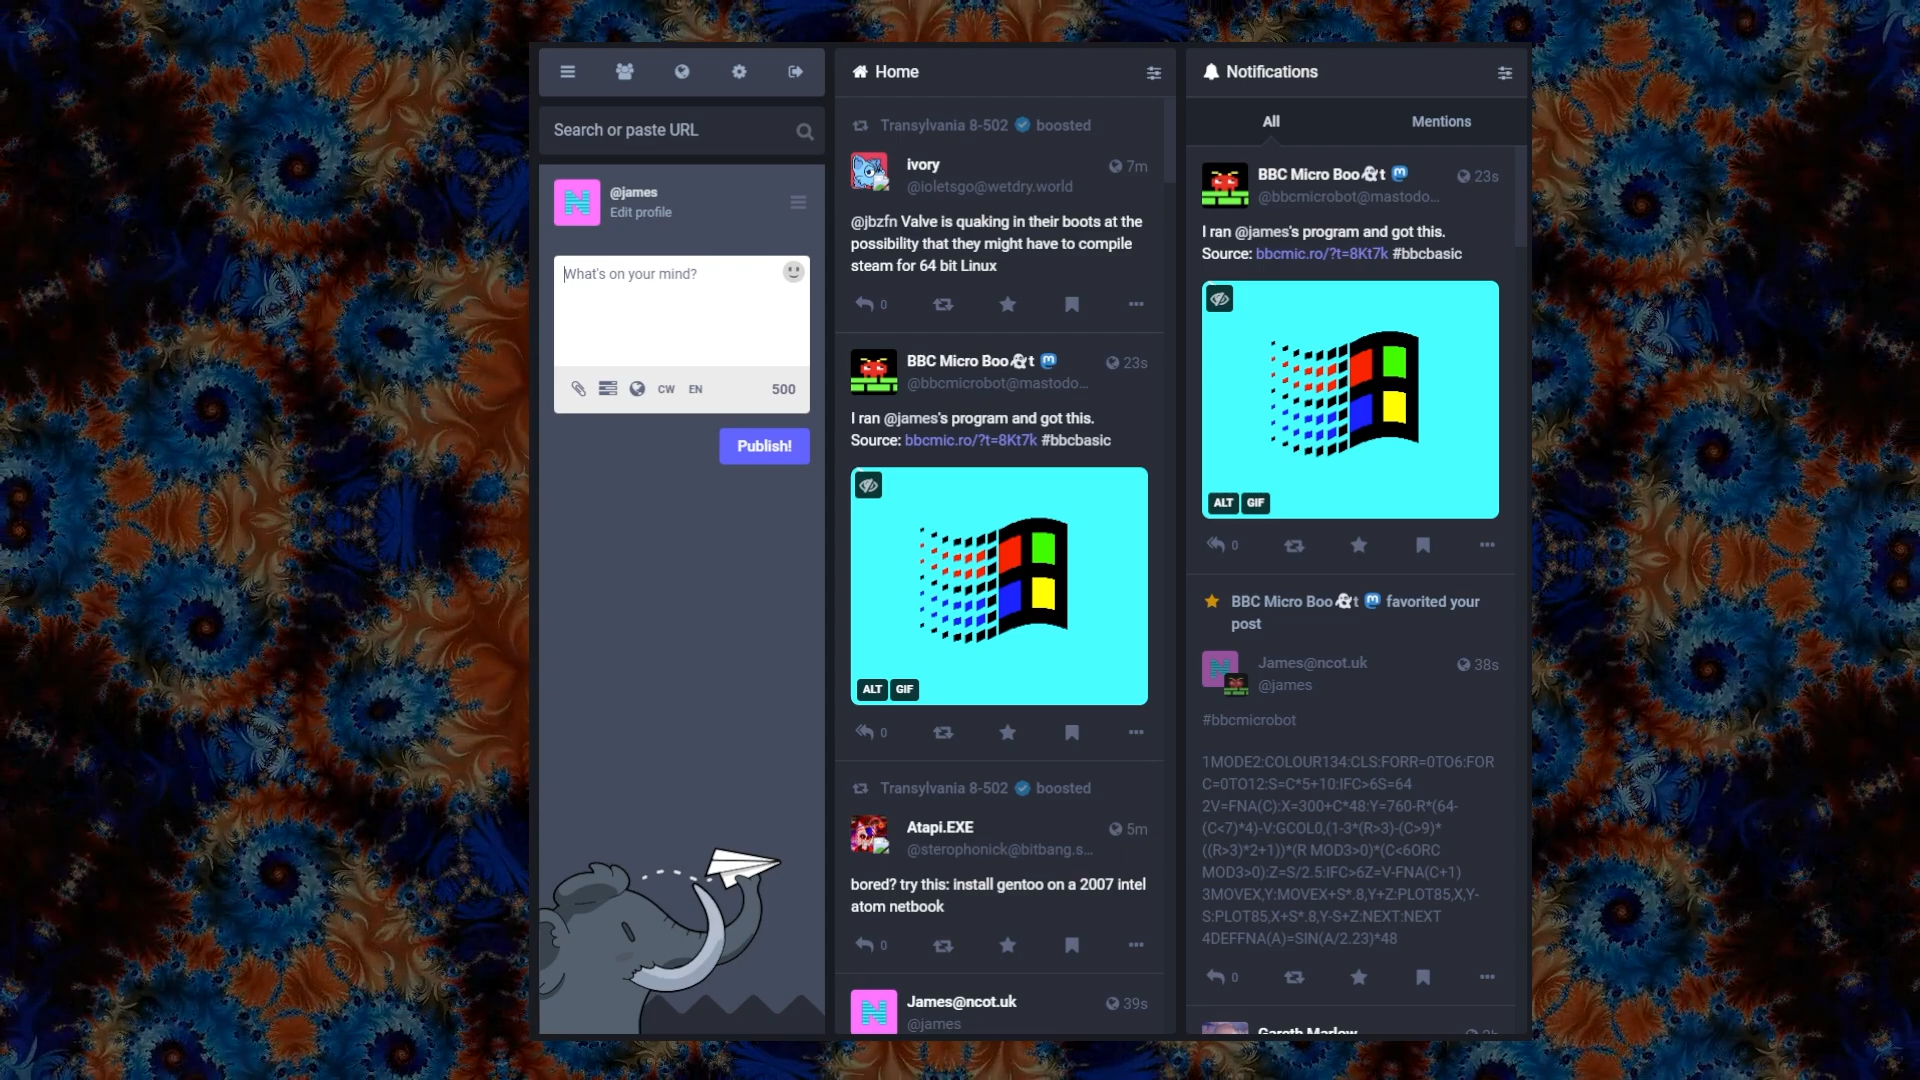 Search or paste URL
@james
Edit profile
What's on your mind?
CW EN 500
Publish!
Home
Transylvania 8-502 boosted
ivory 7m
@ioletsgo@wetdry.world
@jbzfn Valve is quaking in their boots at the
possibility that they might have to compile
steam for 64 bit Linux
0
BBC Micro Bot 23s
@bbcmicrobot@mastodo...
I ran @james's program and got this.
Source: bbcmic.ro/?t=8Kt7k #bbcbasic
ALT GIF
0
Transylvania 8-502 boosted
Atapi.EXE 5m
@sterophonick@bitbang.s...
bored? try this: install gentoo on a 2007 intel
atom netbook
0
James@ncot.uk 39s
@james
Notifications
All Mentions
BBC Micro Bot 23s
@bbcmicrobot@mastodo...
I ran @james's program and got this.
Source: bbcmic.ro/?t=8Kt7k #bbcbasic
ALT GIF
0
BBC Micro Bot favorited your
post
James@ncot.uk 38s
@james
#bbcmicrobot
1MODE2:COLOUR134:CLS:FORR=0TO6:FOR
C=0TO12:S=C*5+10:IFC>6S=64
2V=FNA(C):X=300+C*48:Y=760-R*(64-
(C<7)*4)-V:GCOL0,(1-3*(R>3)-(C>9)*
((R>3)*2+1))*(R MOD3>0)*(C<6ORC
MOD3>0):Z=S/2.5:IFC>6Z=V-FNA(C+1)
3MOVEX,Y:MOVEX+S*.8,Y+Z:PLOT85,X,Y-
S:PLOT85,X+S*.8,Y-S+Z:NEXT:NEXT
4DEFFNA(A)=SIN(A/2.23)*48
0
Gareth Marlow